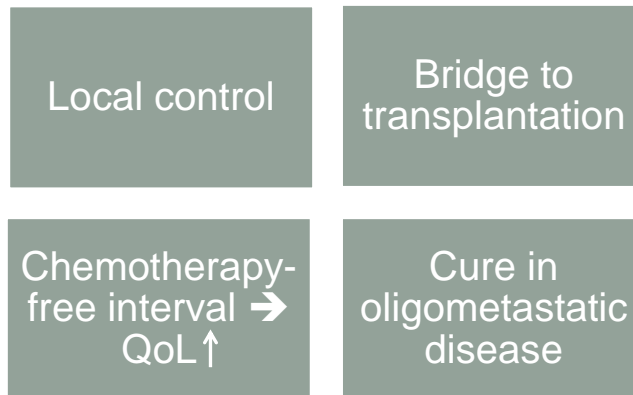 Local control
Bridge to
transplantation
Chemotherapy-
free interval ➔
QoL↑
Cure in
oligometastatic
disease